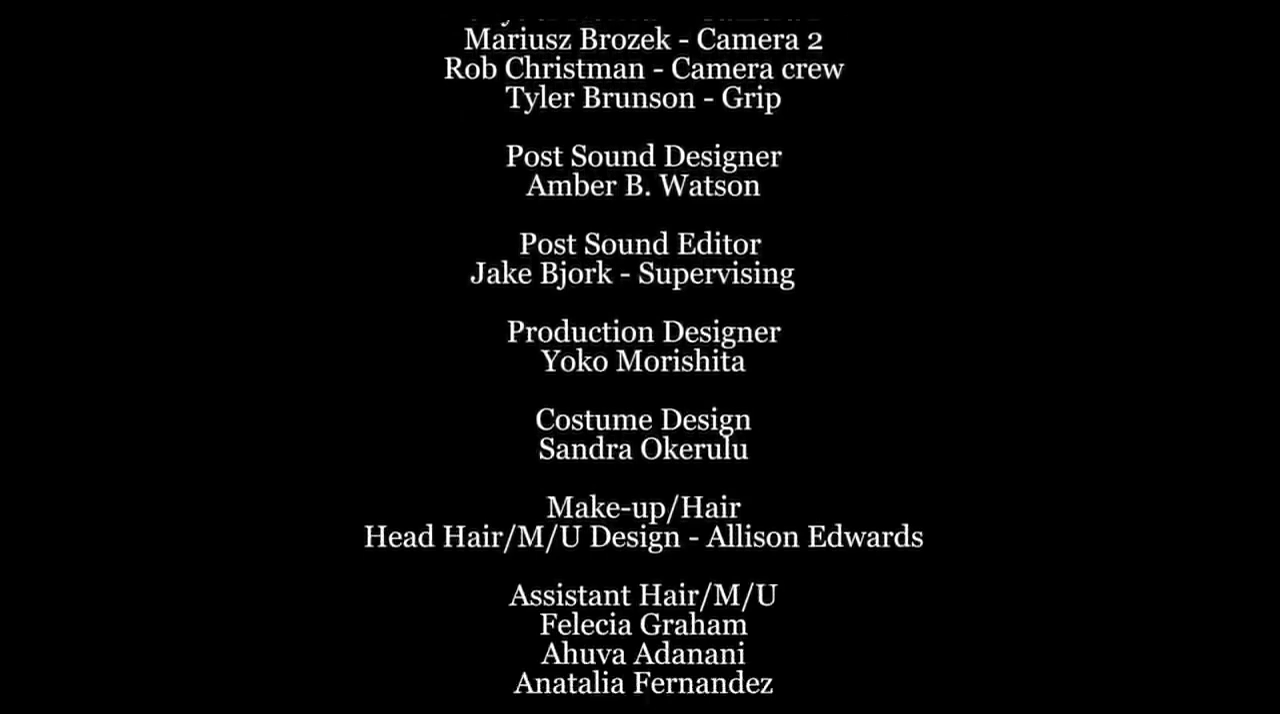 Mariusz Brozek - Camera 2
Rob Christman - Camera crew
Tyler Brunson - Grip
Post Sound Designer
Amber B. Watson
Post Sound Editor
Jake Bjork - Supervising
Production Designer
Yoko Morishita
Costume Design
Sandra Okerulu
Make-up/Hair
Head Hair/M/U Design - Allison Edwards
Assistant Hair/M/U
Felecia Graham
Ahuva Adanani
Anatalia Fernandez